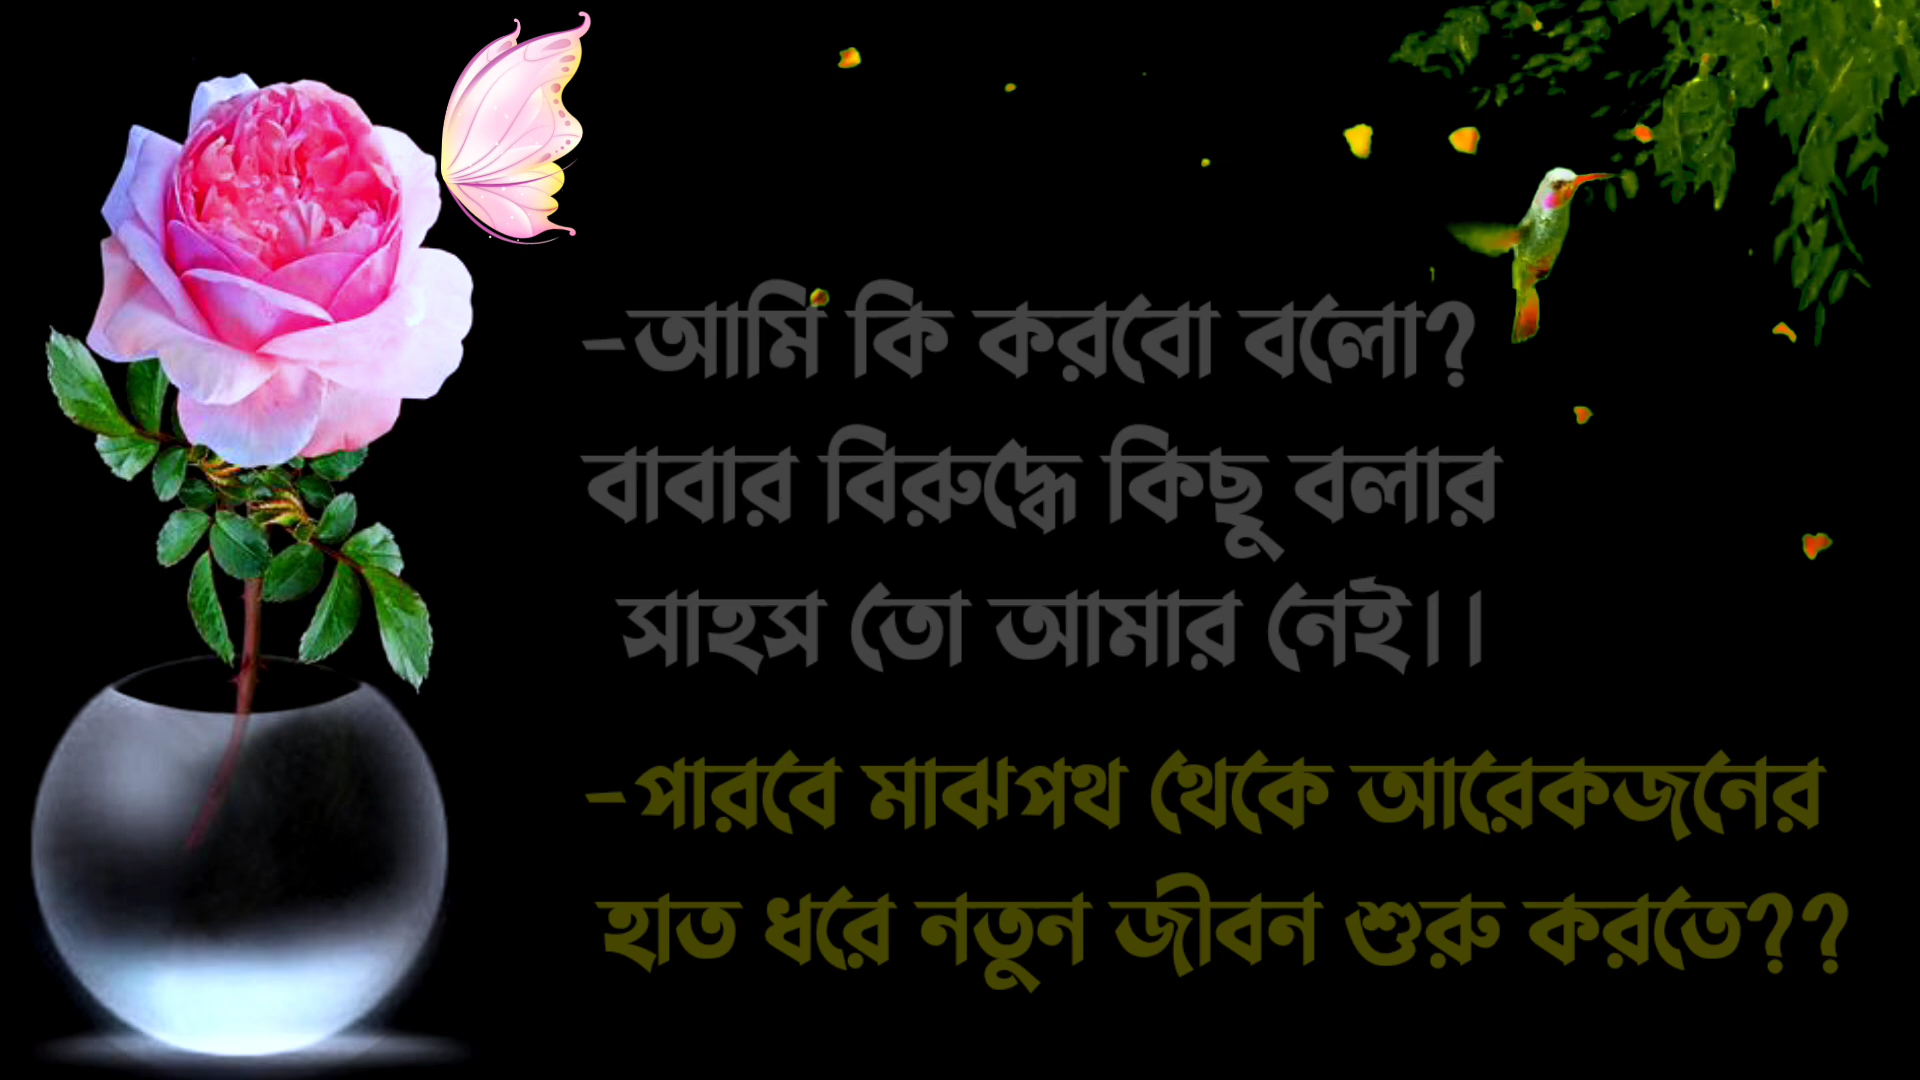 -আমি কি করবো বলো?
বাবার বিরুদ্ধে কিছু বলার
সাহস তো আমার নেই।।
-পারবে মাঝপথ থেকে আরেকজনের
হাত ধরে নতুন জীবন শুরু করতে??